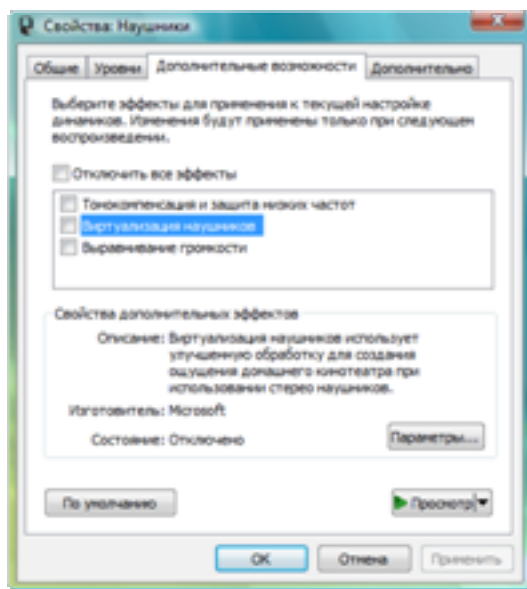 Свойства: Наушники
Общие Уровни Дополнительные возможности Дополнительно
Выберите эффекты для применения к текущей настройке
динамиков. Изменения будут применены только при следующем
воспроизведении.
Отключить все эффекты
Тонокомпенсация и защита низких частот
Виртуализация наушников
Выравнивание громкости
Свойства дополнительных эффектов
Описание: Виртуализация наушников использует
улучшенную обработку для создания
ощущения домашнего кинотеатра при
использовании стерео наушников.
Изготовитель: Microsoft
Состояние: Отключено
Параметры...
По умолчанию
Просмотр
OK Отмена Применить